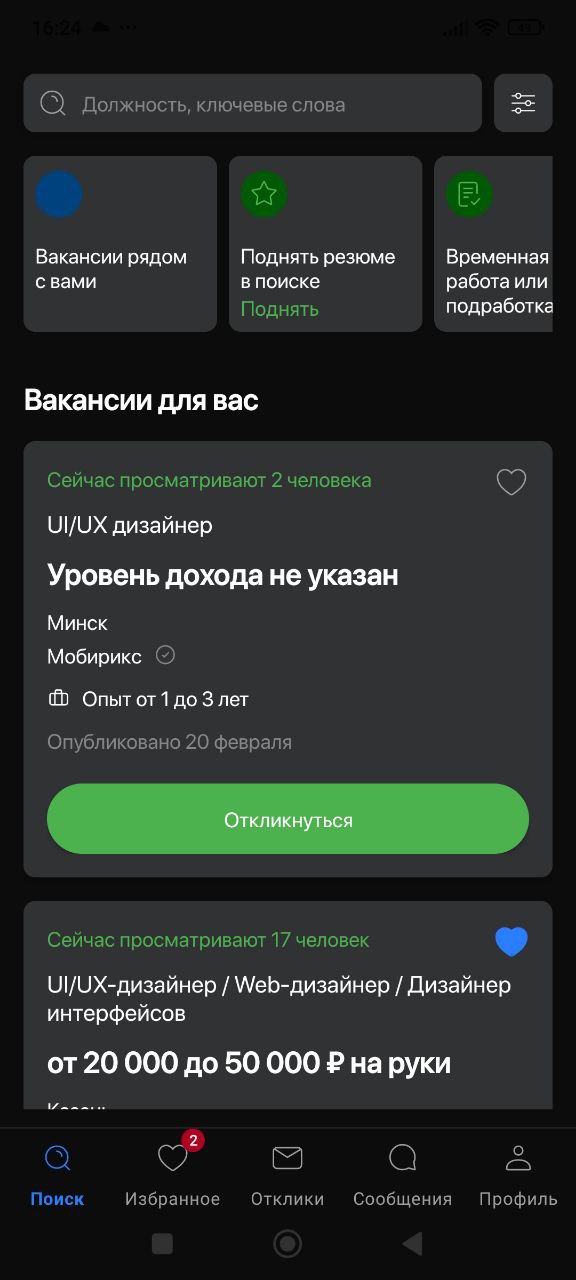 16:24
49
Должность, ключевые слова
Вакансии рядом
с вами
Поднять резюме
в поиске
Поднять
Временная
работа или
подработка
Вакансии для вас
Сейчас просматривают 2 человека
UI/UX дизайнер
Уровень дохода не указан
Минск
Мобирикс
Опыт от 1 до 3 лет
Опубликовано 20 февраля
Откликнуться
Сейчас просматривают 17 человек
UI/UX-дизайнер / Web-дизайнер / Дизайнер
интерфейсов
от 20 000 до 50 000 ₽ на руки
2
Поиск
Избранное
Отклики
Сообщения
Профиль